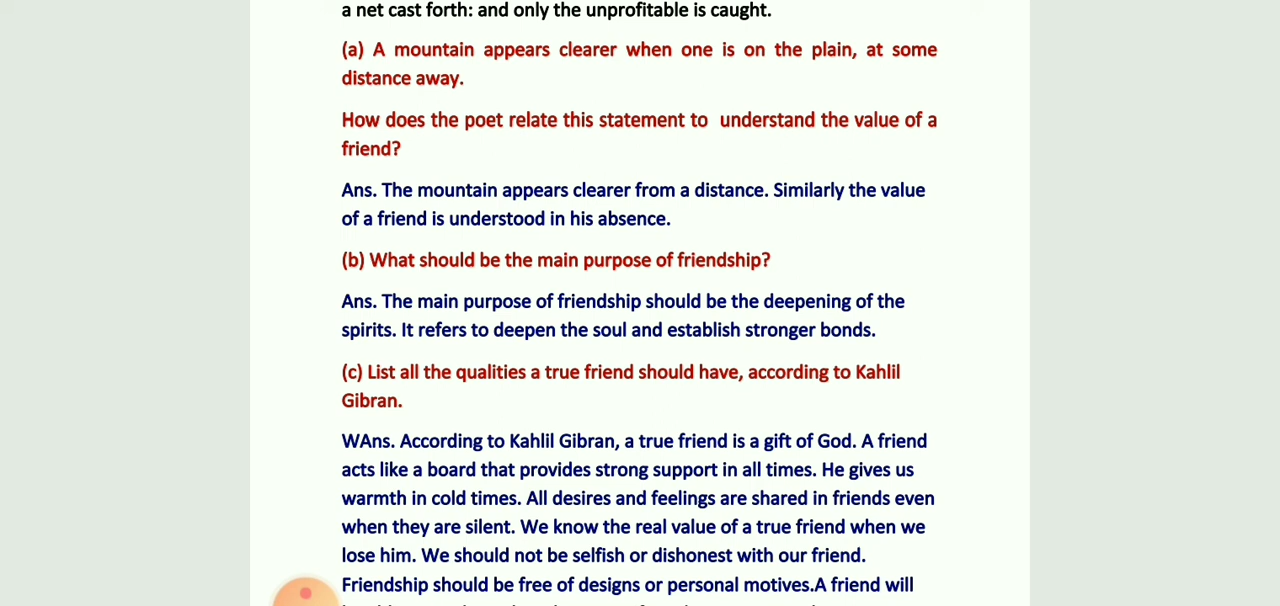 a net cast forth: and only the unprofitable is caught.
(a) A mountain appears clearer when one is on the plain, at some
distance away.
How does the poet relate this statement to understand the value of a
friend?
Ans. The mountain appears clearer from a distance. Similarly the value
of a friend is understood in his absence.
(b) What should be the main purpose of friendship?
Ans. The main purpose of friendship should be the deepening of the
spirits. It refers to deepen the soul and establish stronger bonds.
(c) List all the qualities a true friend should have, according to Kahlil
Gibran.
WAns. According to Kahlil Gibran, a true friend is a gift of God. A friend
acts like a board that provides strong support in all times. He gives us
warmth in cold times. All desires and feelings are shared in friends even
when they are silent. We know the real value of a true friend when we
lose him. We should not be selfish or dishonest with our friend.
Friendship should be free of designs or personal motives.A friend will